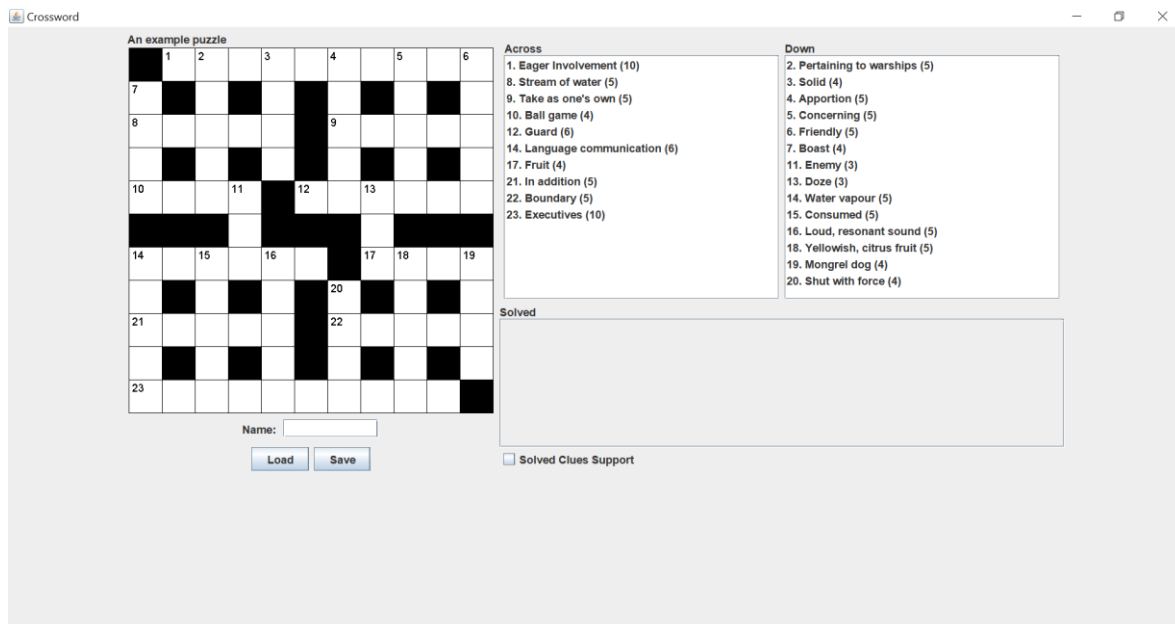 Crossword
An example puzzle
1 2 3 4 5 6
7
8 9
10 11 12 13
14 15 16 17 18 19
20
21 22
23
Name:
Load Save
Across
1. Eager Involvement (10)
8. Stream of water (5)
9. Take as one's own (5)
10. Ball game (4)
12. Guard (6)
14. Language communication (6)
17. Fruit (4)
21. In addition (5)
22. Boundary (5)
23. Executives (10)
Down
2. Pertaining to warships (5)
3. Solid (4)
4. Apportion (5)
5. Concerning (5)
6. Friendly (5)
7. Boast (4)
11. Enemy (3)
13. Doze (3)
14. Water vapour (5)
15. Consumed (5)
16. Loud, resonant sound (5)
18. Yellowish, citrus fruit (5)
19. Mongrel dog (4)
20. Shut with force (4)
Solved
Solved Clues Support